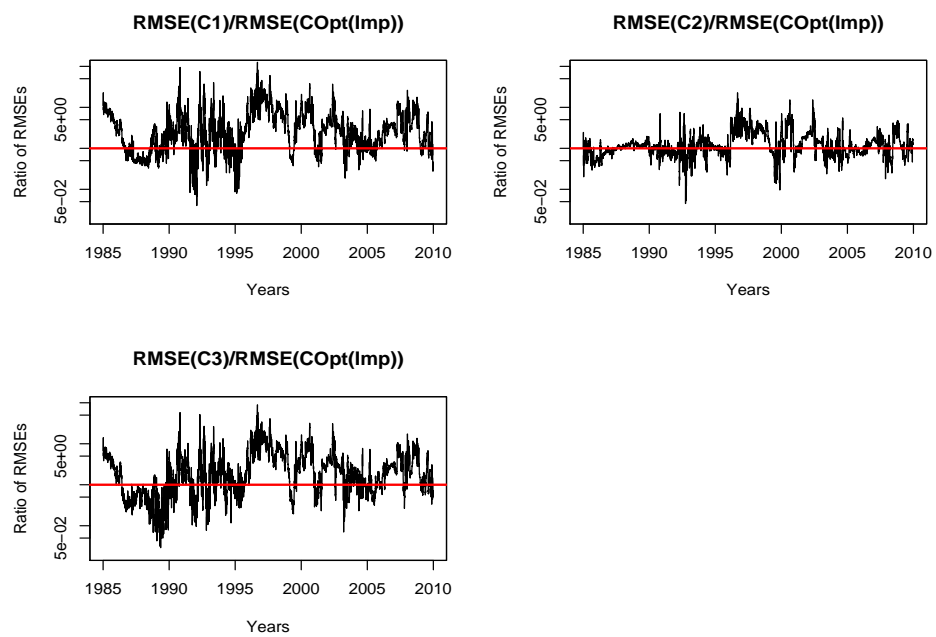 RMSE(C1)/RMSE(COpt(Imp))
Ratio of RMSEs
5e−02
5e+00
1985 1990 1995 2000 2005 2010
Years
RMSE(C2)/RMSE(COpt(Imp))
Ratio of RMSEs
5e−02
5e+00
1985 1990 1995 2000 2005 2010
Years
RMSE(C3)/RMSE(COpt(Imp))
Ratio of RMSEs
5e−02
5e+00
1985 1990 1995 2000 2005 2010
Years